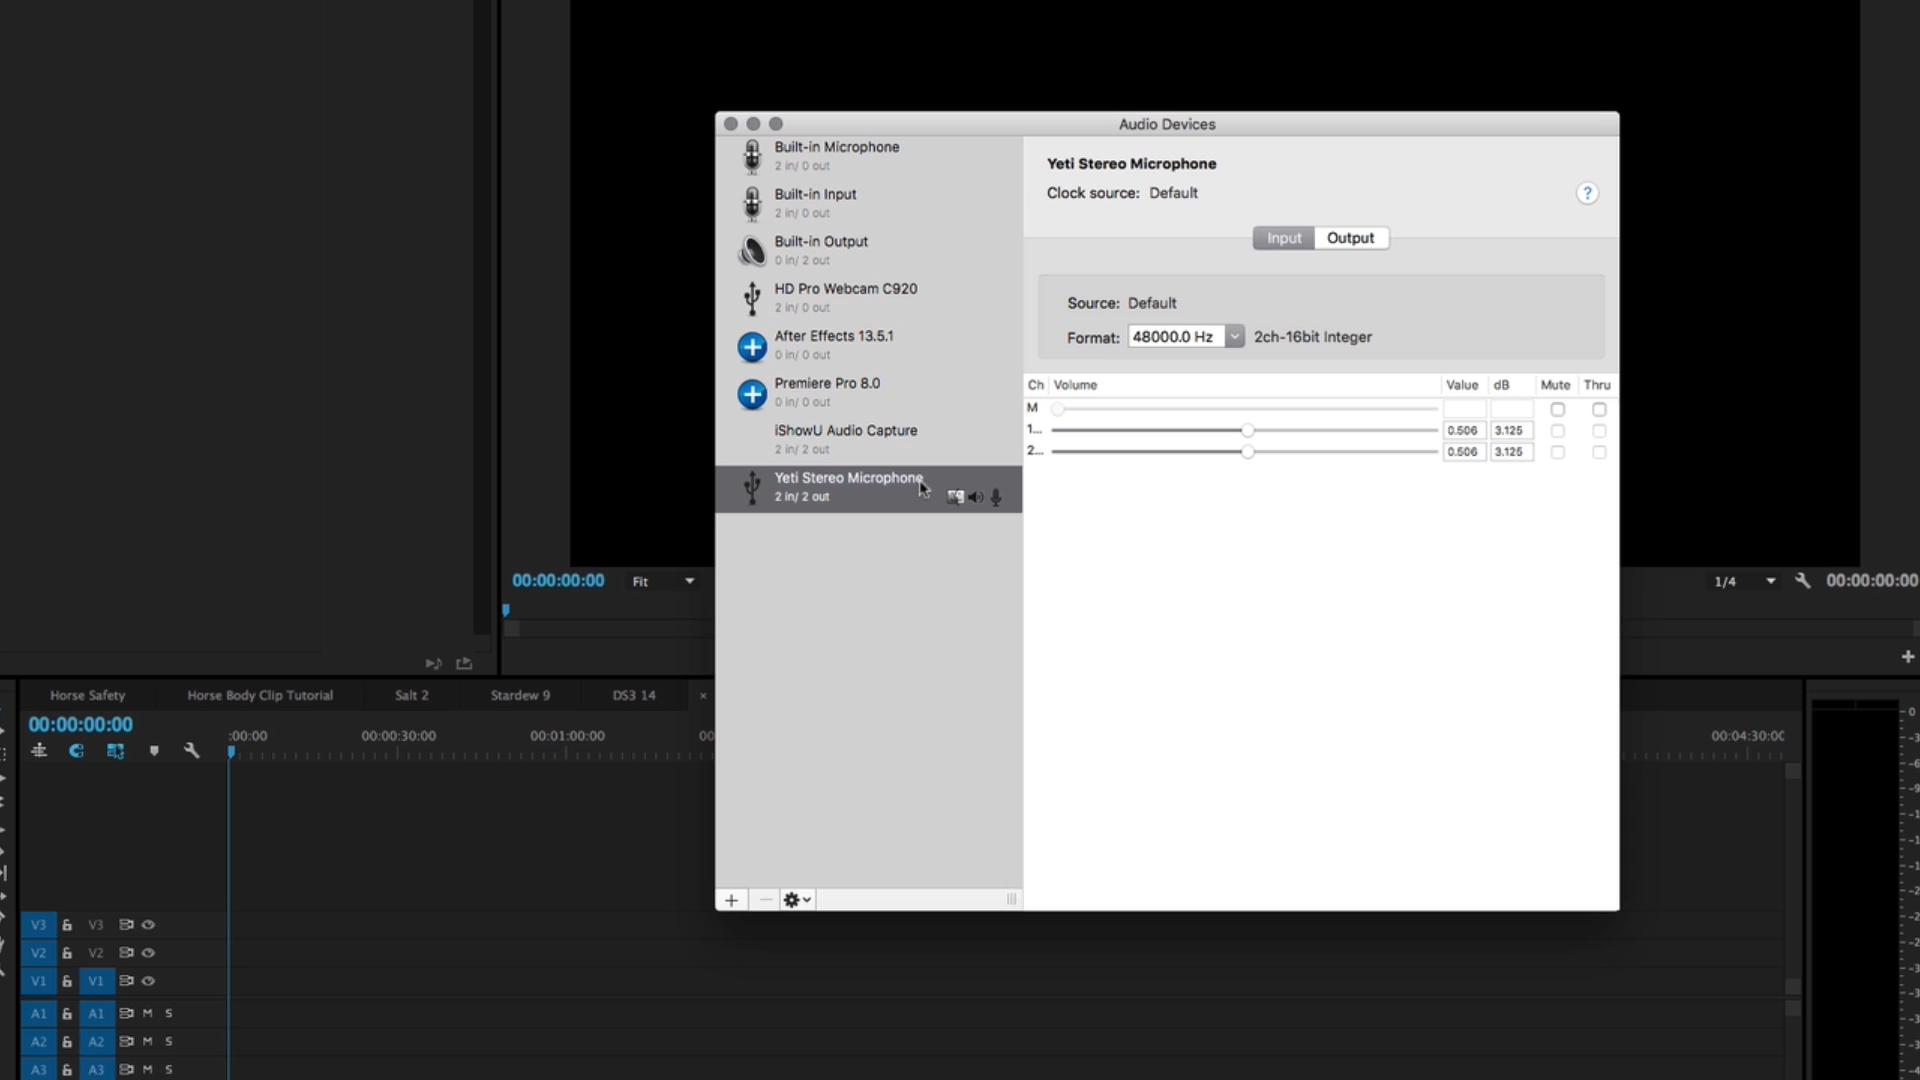 Audio Devices
Built-in Microphone
2 in/ 0 out
Built-in Input
2 in/ 0 out
Built-in Output
0 in/ 2 out
HD Pro Webcam C920
2 in/ 0 out
After Effects 13.5.1
0 in/ 0 out
Premiere Pro 8.0
0 in/ 0 out
iShowU Audio Capture
2 in/ 2 out
Yeti Stereo Microphone
2 in/ 2 out
Yeti Stereo Microphone
Clock source: Default
?
Input Output
Source: Default
Format: 48000.0 Hz 2ch-16bit Integer
Ch Volume Value dB Mute Thru
M
1... 0.506 3.125
2... 0.506 3.125
00:00:00:00 Fit
1/4 00:00:00:00
Horse Safety Horse Body Clip Tutorial Salt 2 Stardew 9 DS3 14 ×
00:00:00:00
:00:00 00:00:30:00 00:01:00:00 00 00:04:30:00
V3 V3
V2 V2
V1 V1
A1 A1 M S
A2 A2 M S
A3 A3 M S